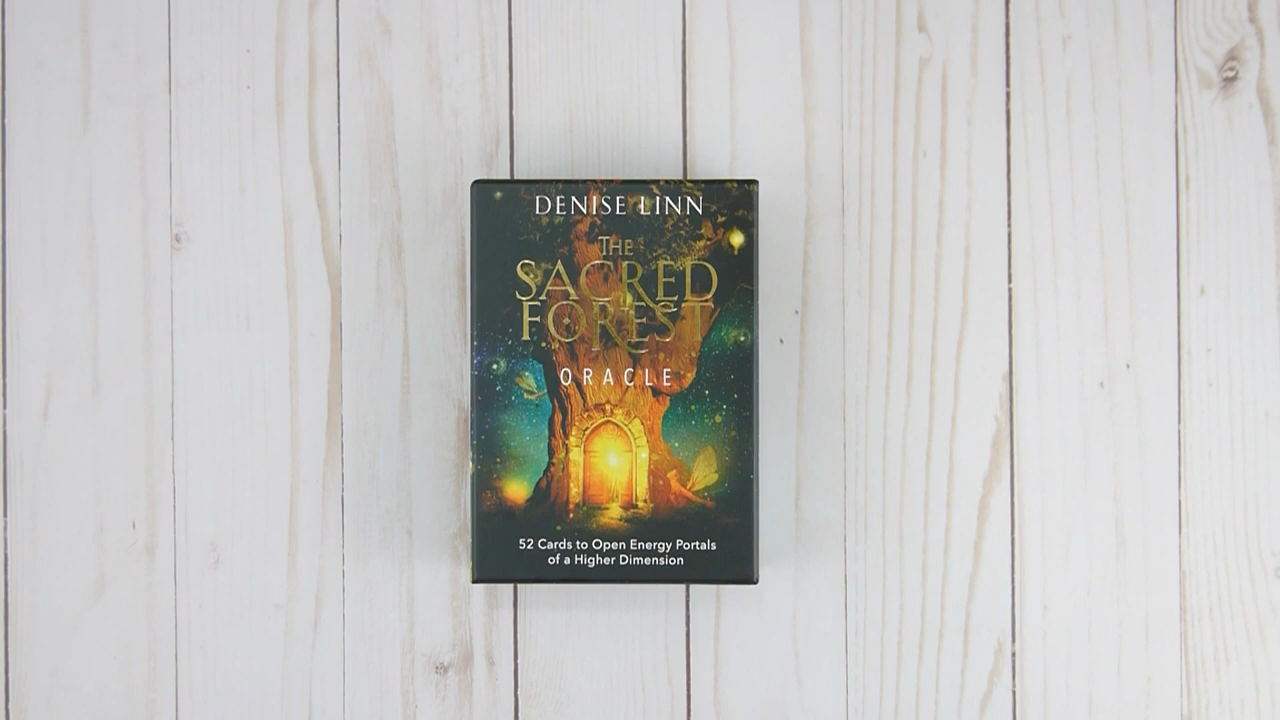 DENISE LINN
THE
SACRED
FOREST
ORACLE
52 Cards to Open Energy Portals
of a Higher Dimension